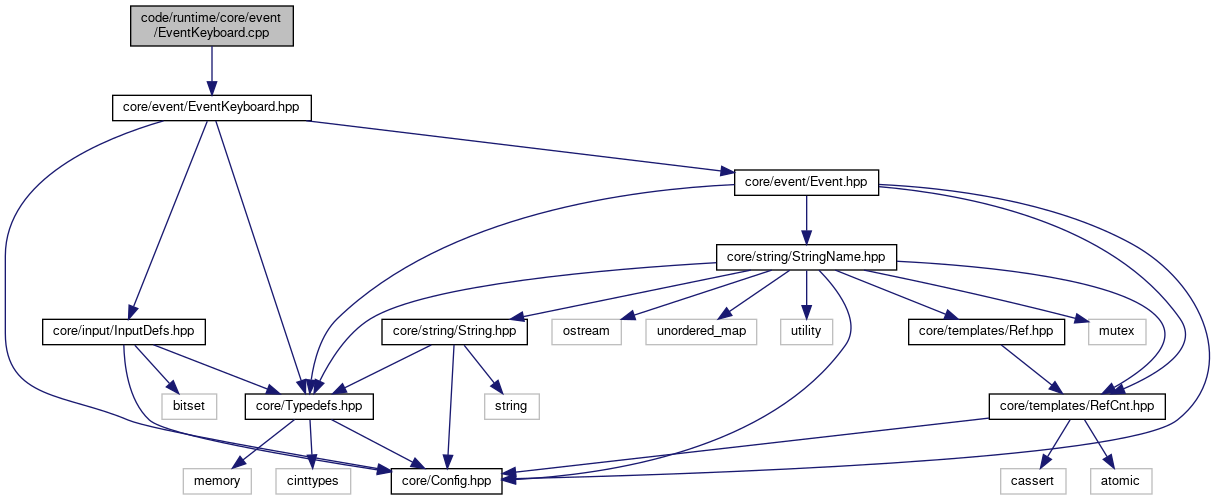 code/runtime/core/event
/EventKeyboard.cpp
core/event/EventKeyboard.hpp
core/event/Event.hpp
core/string/StringName.hpp
core/input/InputDefs.hpp
core/string/String.hpp
ostream
unordered_map
utility
core/templates/Ref.hpp
mutex
bitset
core/Typedefs.hpp
string
core/templates/RefCnt.hpp
memory
cinttypes
core/Config.hpp
cassert
atomic